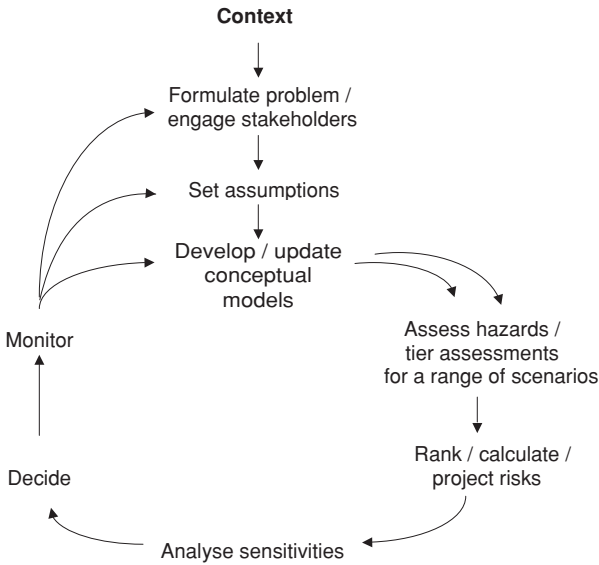 Context
Formulate problem /
engage stakeholders
Set assumptions
Develop / update
conceptual
models
Assess hazards /
tier assessments
for a range of scenarios
Rank / calculate /
project risks
Analyse sensitivities
Decide
Monitor